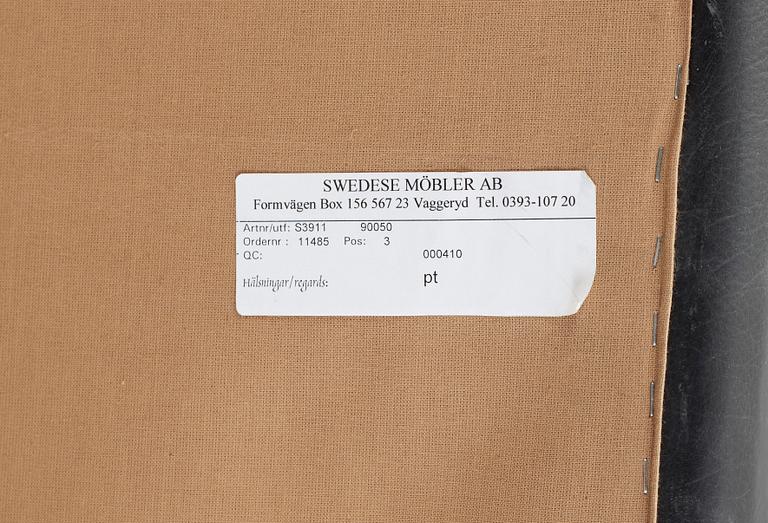 SWEDESE MÖBLER AB
Formvägen Box 156 567 23 Vaggeryd Tel. 0393-107 20
Artnr/utf: S3911 90050
Ordernr : 11485 Pos: 3
QC: 000410
Hälsningar/regards: pt